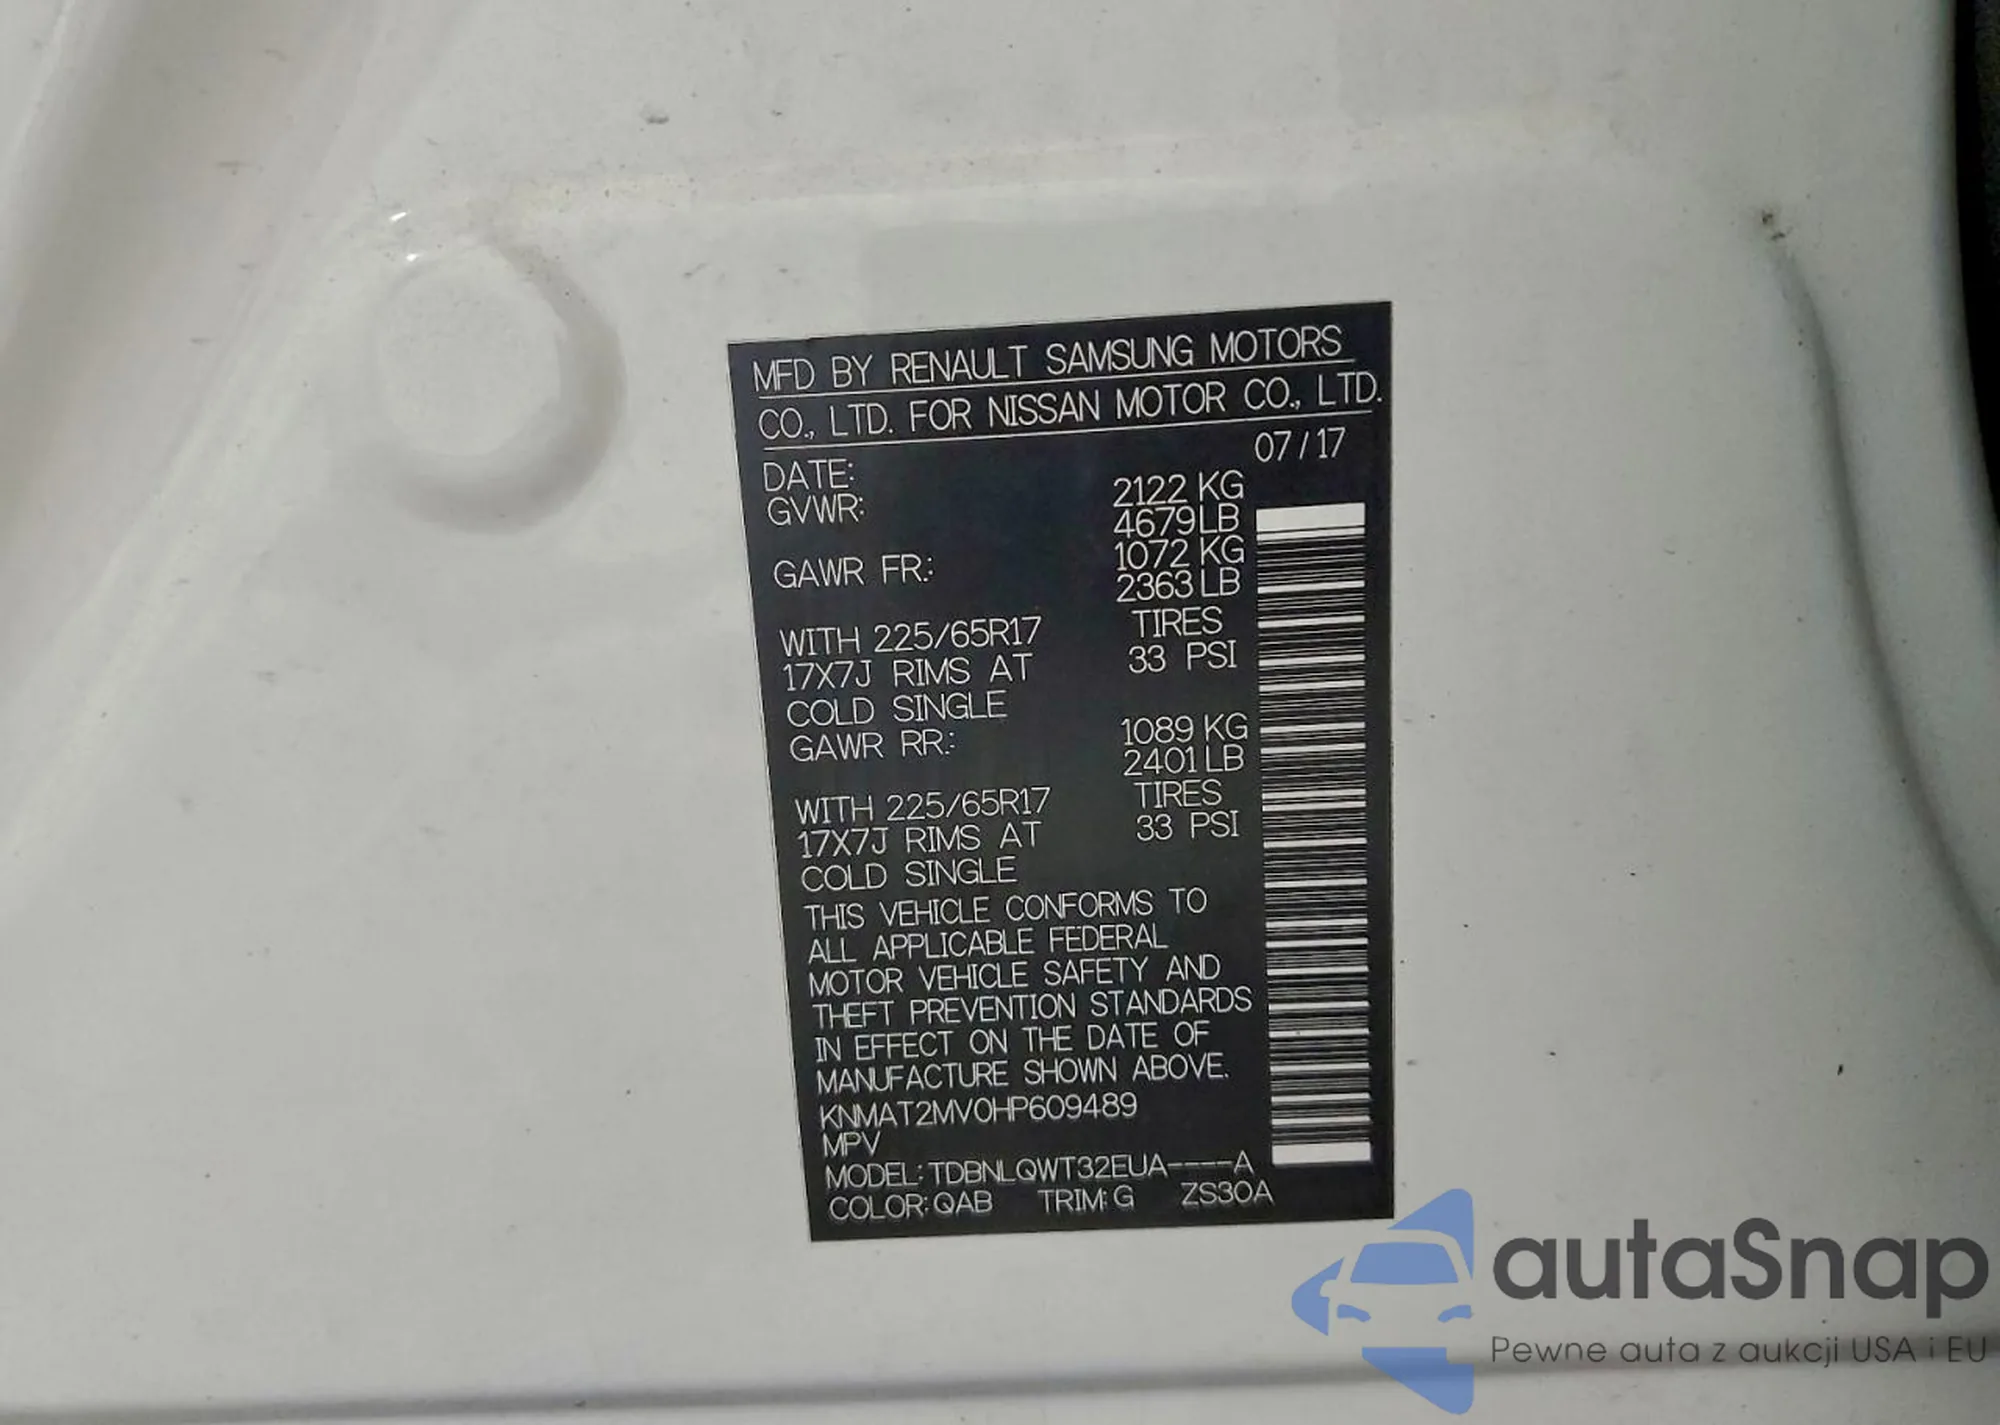 MFD BY RENAULT SAMSUNG MOTORS
CO., LTD. FOR NISSAN MOTOR CO., LTD.
DATE: 07/17
GVWR: 2122 KG
4679 LB
GAWR FR.: 1072 KG
2363 LB
WITH 225/65R17 TIRES
17X7J RIMS AT 33 PSI
COLD SINGLE
GAWR RR.: 1089 KG
2401 LB
WITH 225/65R17 TIRES
17X7J RIMS AT 33 PSI
COLD SINGLE
THIS VEHICLE CONFORMS TO
ALL APPLICABLE FEDERAL
MOTOR VEHICLE SAFETY AND
THEFT PREVENTION STANDARDS
IN EFFECT ON THE DATE OF
MANUFACTURE SHOWN ABOVE.
KNMAT2MV0HP609489
MPV
MODEL: TDBNLQWT32EUA----A
COLOR: QAB TRIM: G ZS30A
autaSnap
Pewne auta z aukcji USA i EU